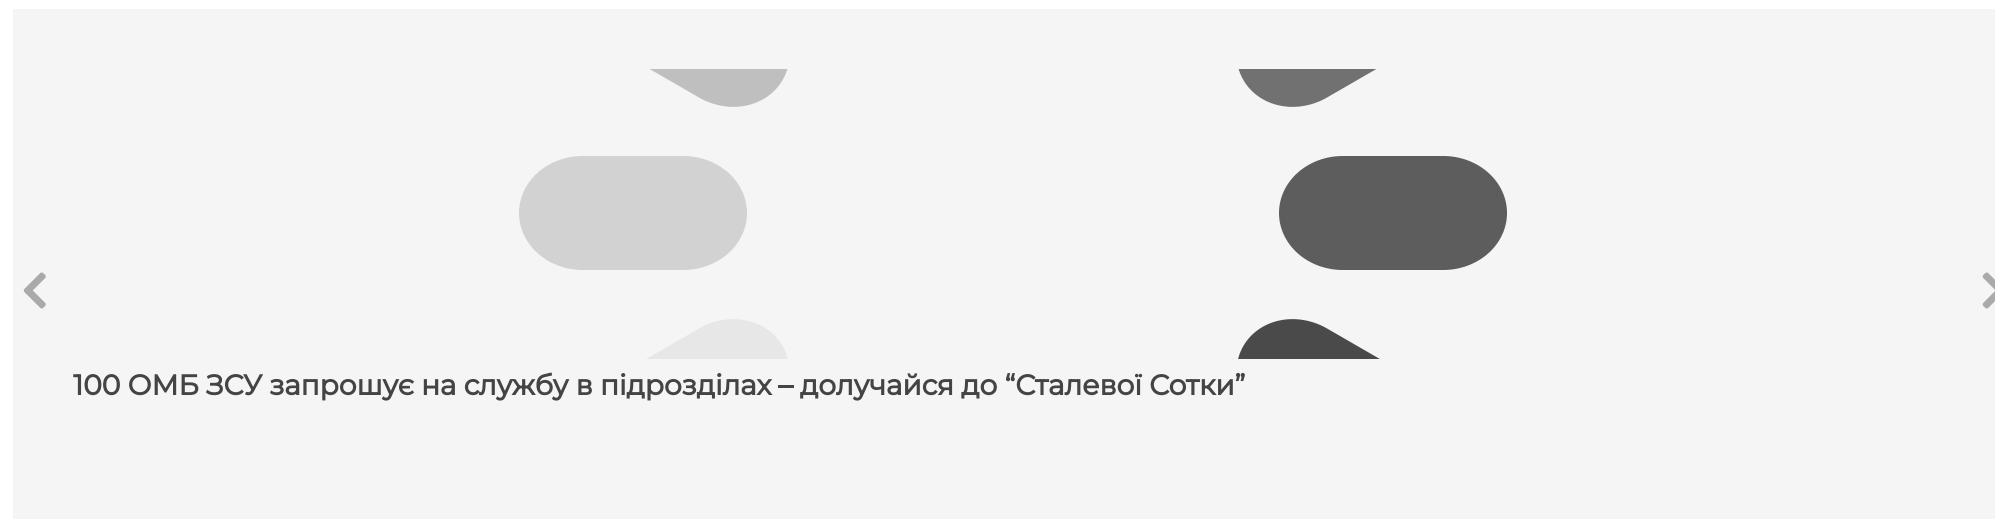 100 ОМБ ЗСУ запрошує на службу в підрозділах – долучайся до “Сталевої Сотки”